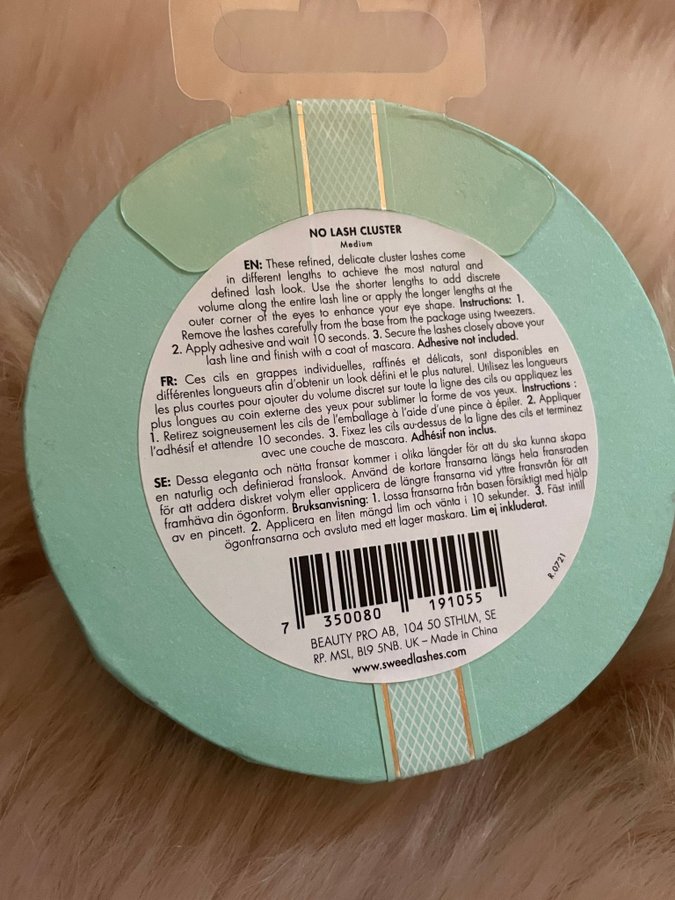 NO LASH CLUSTER
Medium
EN: These refined, delicate cluster lashes come
in different lengths to achieve the most natural and
defined lash look. Use the shorter lengths to add discrete
volume along the entire lash line or apply the longer lengths at the
outer corner of the eyes to enhance your eye shape. Instructions: 1.
Remove the lashes carefully from the base from the package using tweezers.
2. Apply adhesive and wait 10 seconds. 3. Secure the lashes closely above your
lash line and finish with a coat of mascara. Adhesive not included.
FR: Ces cils en grappes individuelles, raffinés et délicats, sont disponibles en
différentes longueurs afin d'obtenir un look défini et le plus naturel. Utilisez les longueurs
les plus courtes pour ajouter du volume discret sur toute la ligne des cils ou appliquez les
plus longues au coin externe des yeux pour sublimer la forme de vos yeux. Instructions :
1. Retirez soigneusement les cils de l'emballage à l'aide d'une pince à épiler. 2. Appliquer
l'adhésif et attendre 10 secondes. 3. Fixez les cils au-dessus de la ligne des cils et terminez
avec une couche de mascara. Adhésif non inclus.
SE: Dessa eleganta och nätta fransar kommer i olika längder för att du ska kunna skapa
en naturlig och definierad franslook. Använd de kortare fransarna längs hela fransraden
för att addera diskret volym eller applicera de längre fransarna vid yttre fransvrån för att
framhäva din ögonform. Bruksanvisning: 1. Lossa fransarna från basen försiktigt med hjälp
av en pincett. 2. Applicera en liten mängd lim och vänta i 10 sekunder. 3. Fäst intill
ögonfransarna och avsluta med ett lager maskara. Lim ej inkluderat.
R.0721
7 350080 191055
BEAUTY PRO AB, 104 50 STHLM, SE
RP. MSL, BL9 5NB. UK – Made in China
www.sweedlashes.com